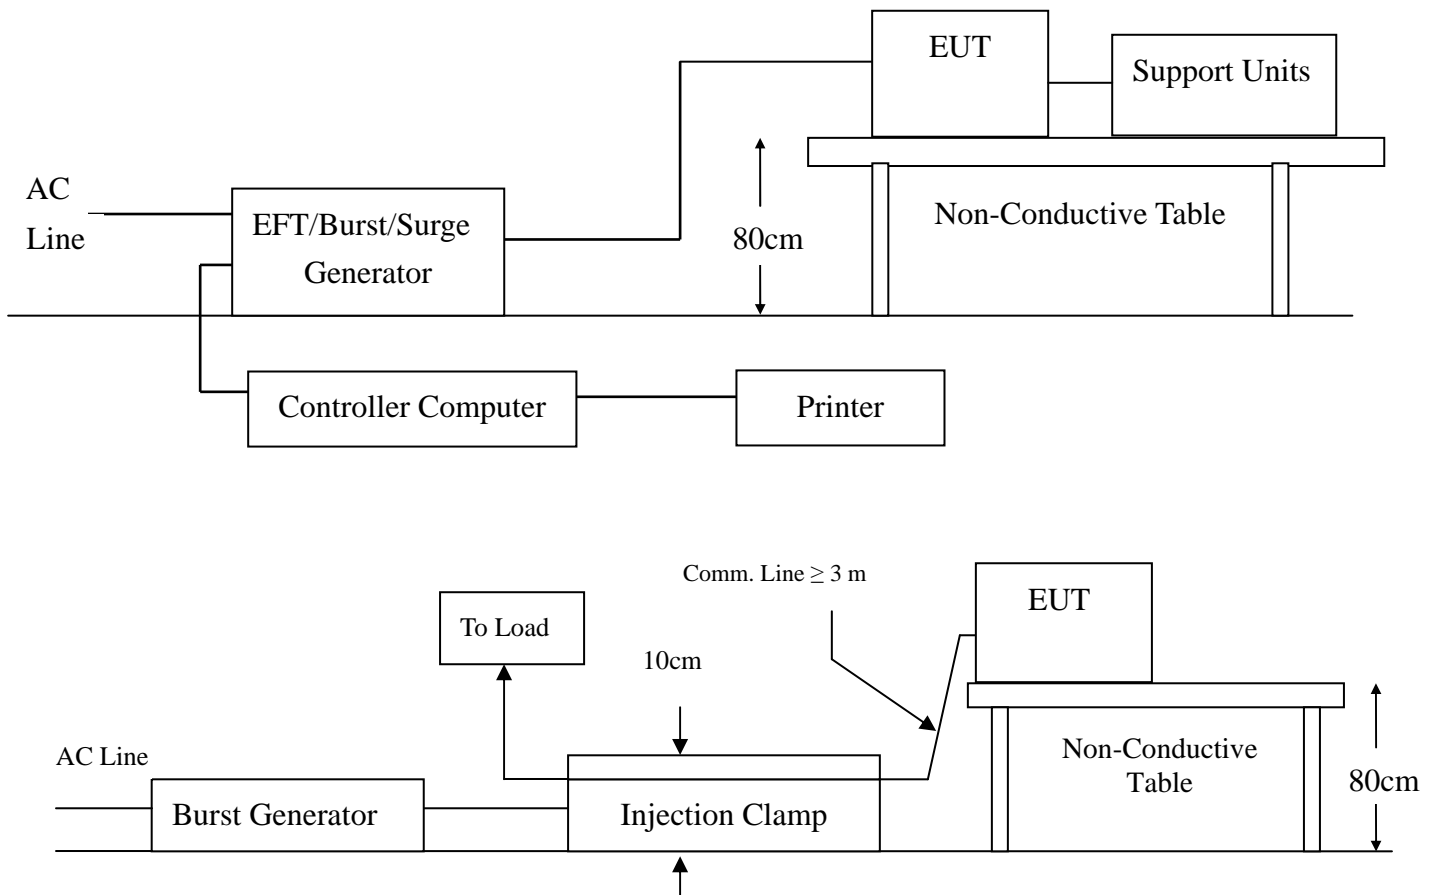 EUT
Support Units
AC
Line
EFT/Burst/Surge
Generator
80cm
Non-Conductive Table
Controller Computer
Printer
Comm. Line ≥ 3 m
EUT
To Load
10cm
AC Line
Burst Generator
Injection Clamp
Non-Conductive
Table
80cm